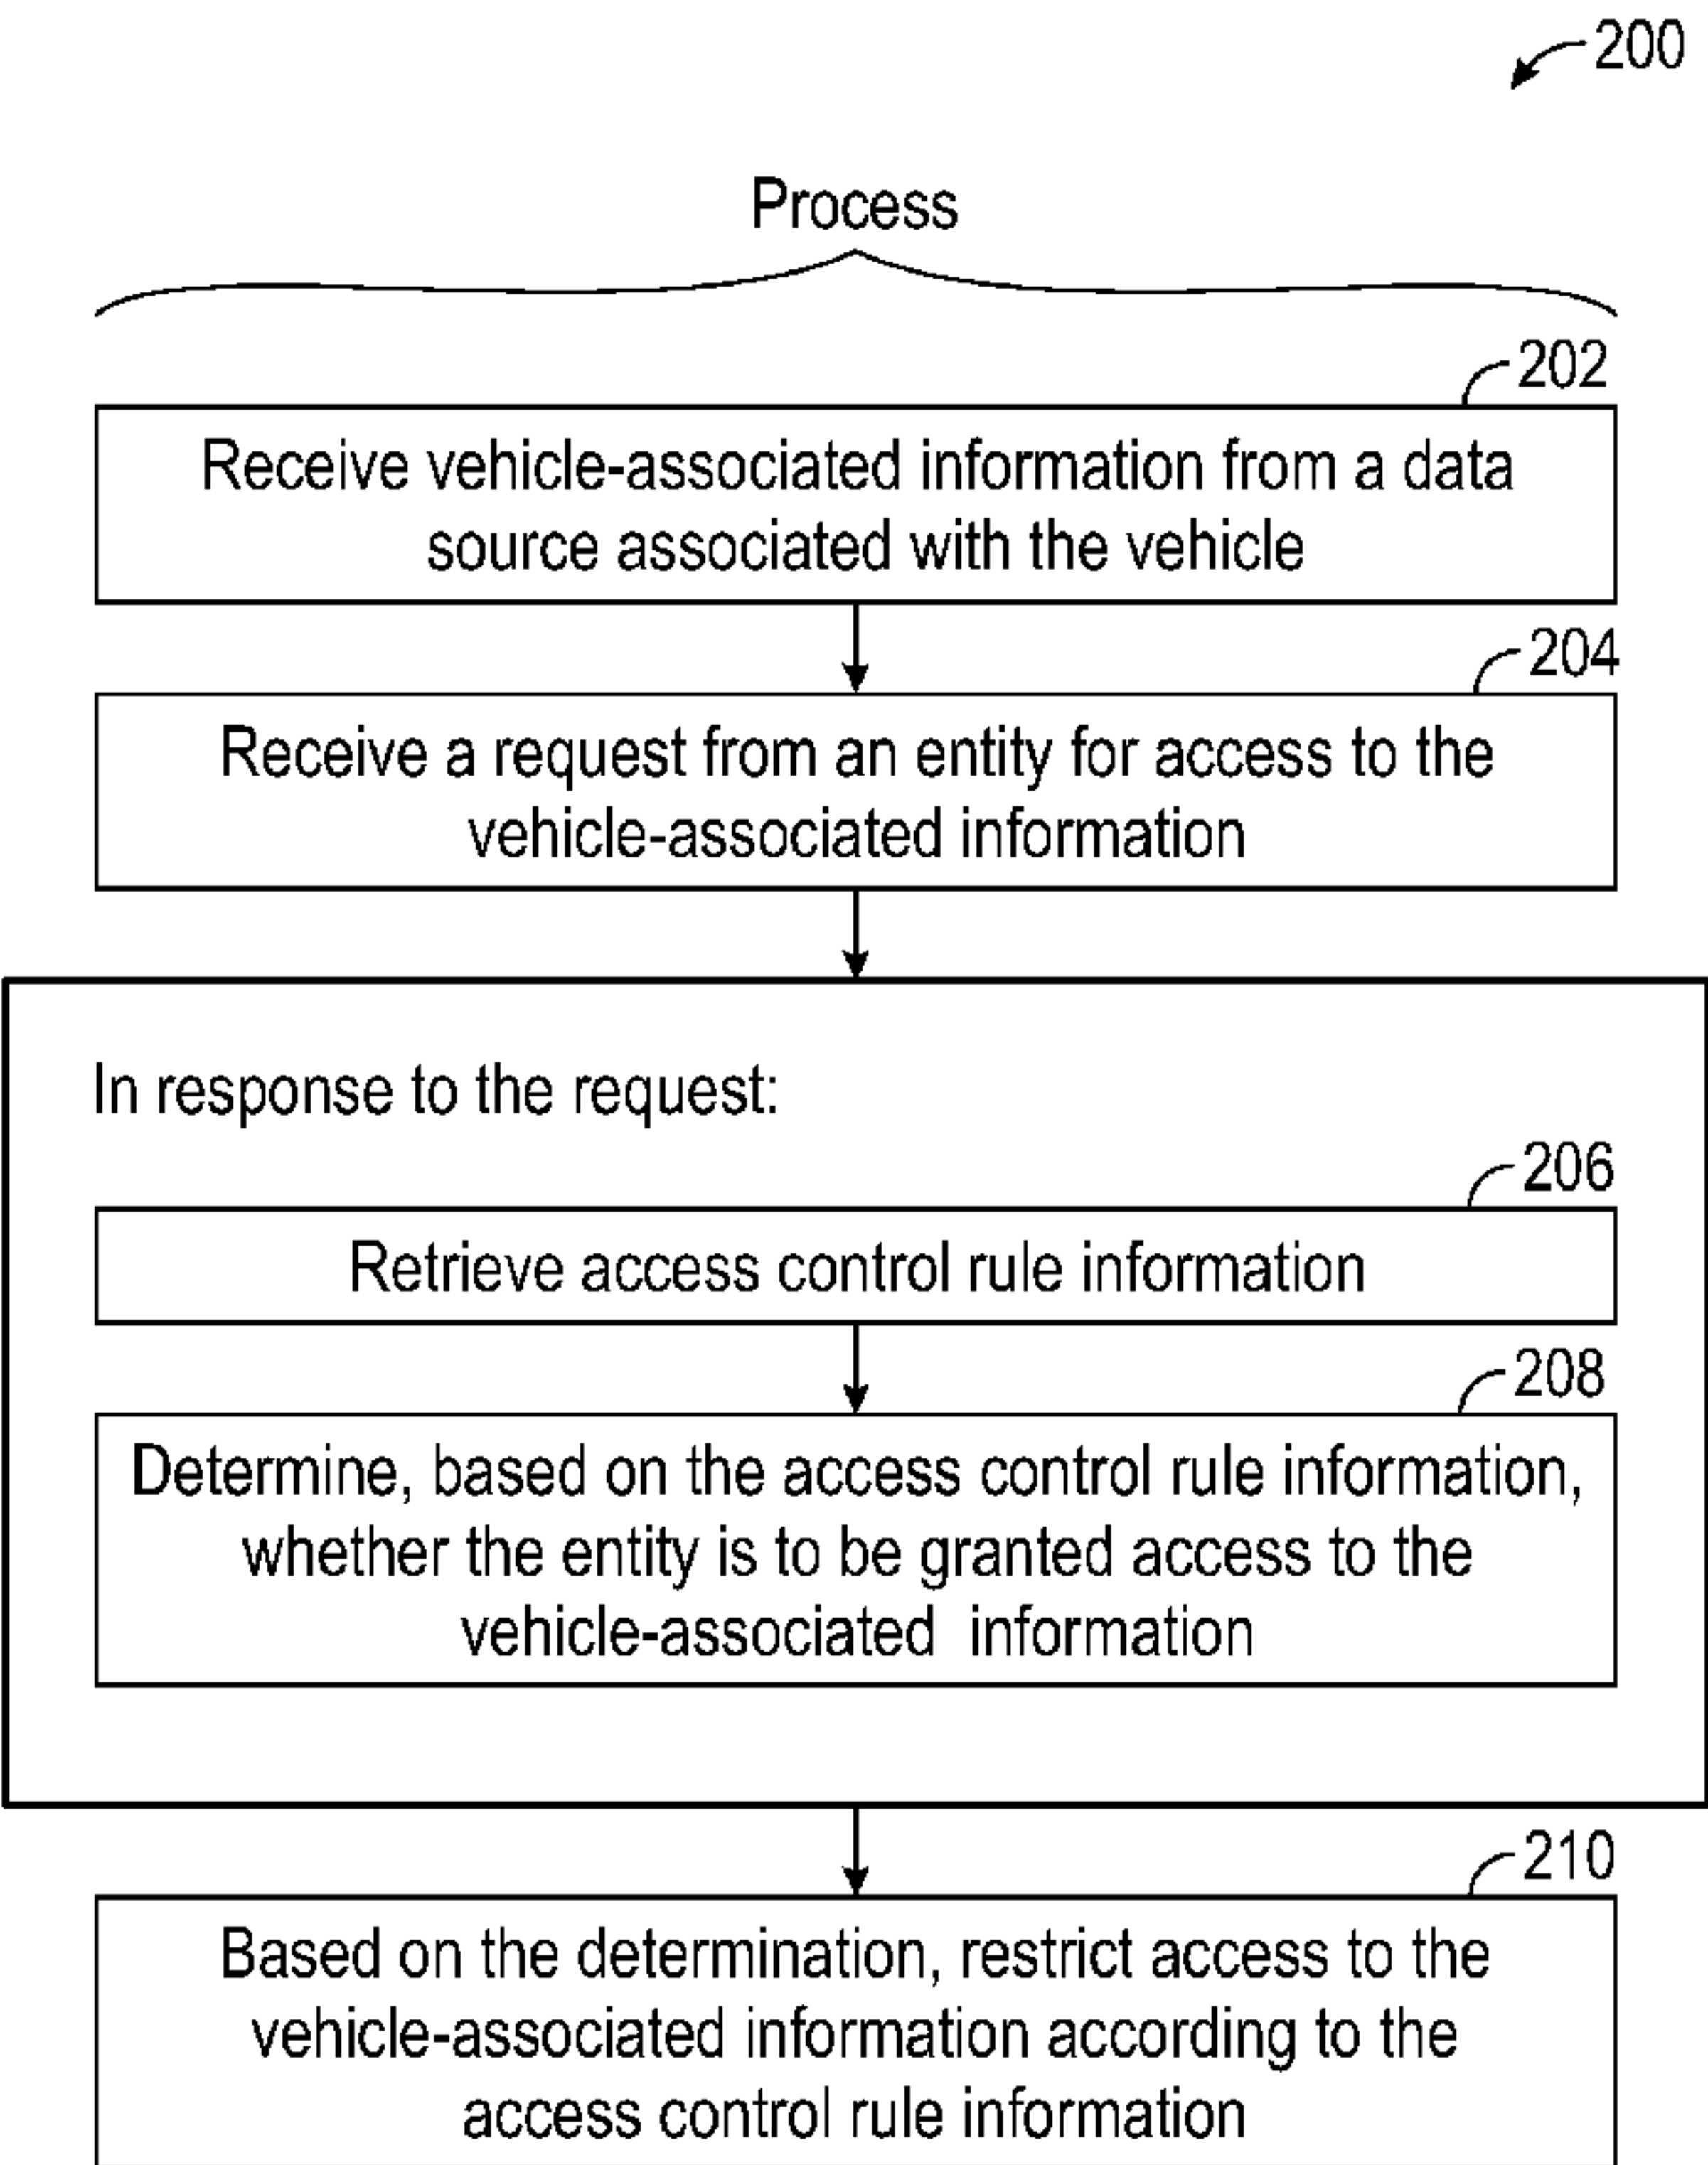 200
Process
202
Receive vehicle-associated information from a data
source associated with the vehicle
204
Receive a request from an entity for access to the
vehicle-associated information
In response to the request:
206
Retrieve access control rule information
208
Determine, based on the access control rule information,
whether the entity is to be granted access to the
vehicle-associated information
210
Based on the determination, restrict access to the
vehicle-associated information according to the
access control rule information